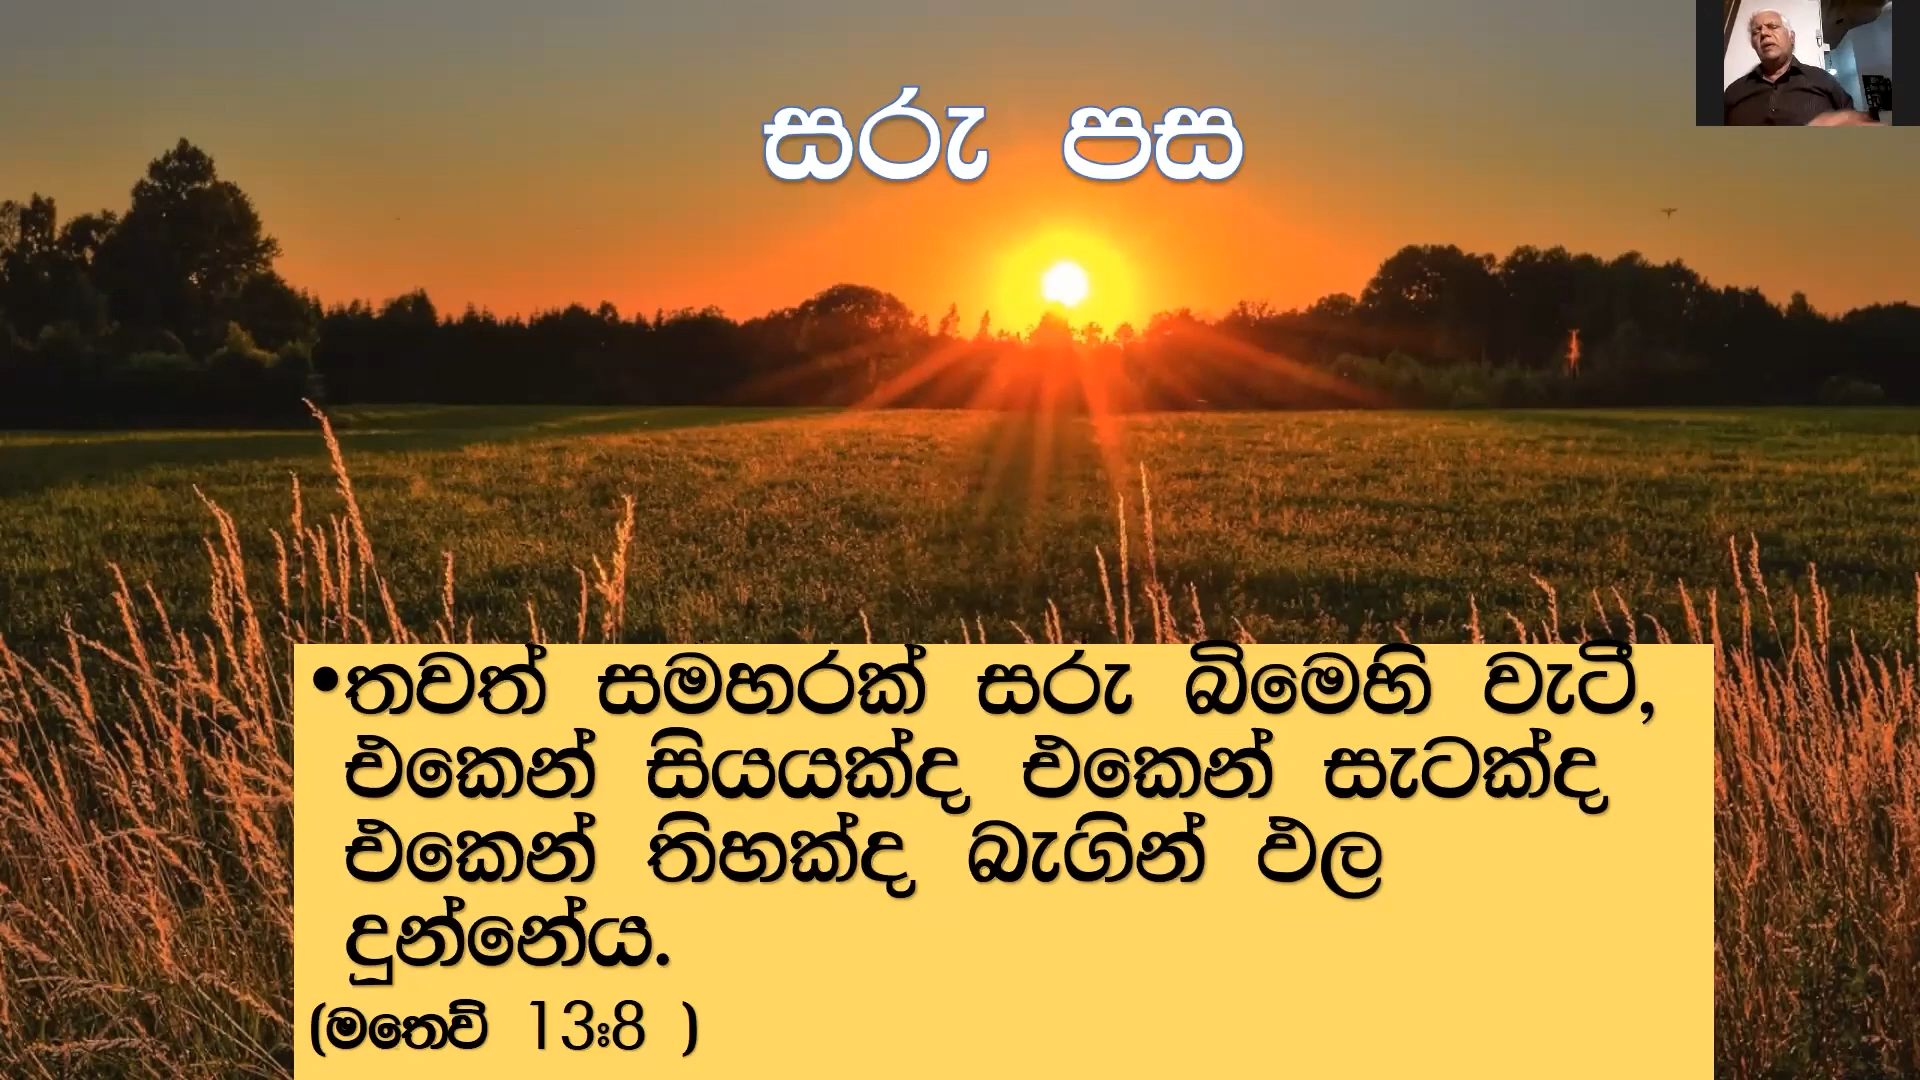 සරු පස
•තවත් සමහරක් සරු බිමෙහි වැටී,
එකෙන් සියයක්ද එකෙන් සැටක්ද
එකෙන් තිහක්ද බැගින් ඵල
දුන්නේය.
(මතෙව් 13:8 )